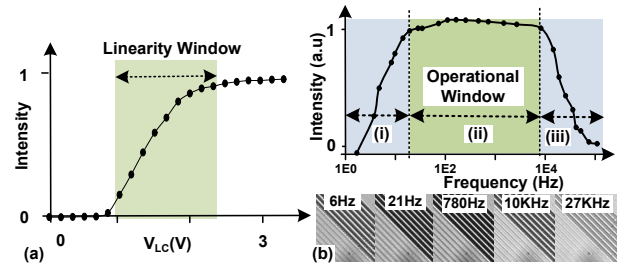 (a)
Linearity Window
Intensity
1
0
0
V_LC(V)
3
Intensity (a.u)
1
0
Operational
Window
(i)
(ii)
(iii)
1E0
1E2
1E4
Frequency (Hz)
6Hz
21Hz
780Hz
10KHz
27KHz
(b)